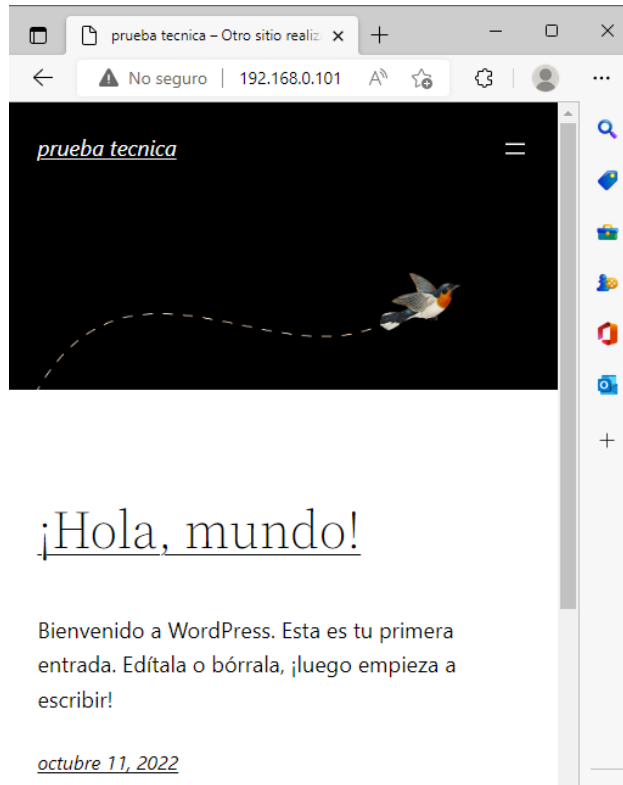 prueba tecnica – Otro sitio realiz
No seguro | 192.168.0.101
prueba tecnica
¡Hola, mundo!
Bienvenido a WordPress. Esta es tu primera
entrada. Edítala o bórrala, ¡luego empieza a
escribir!
octubre 11, 2022